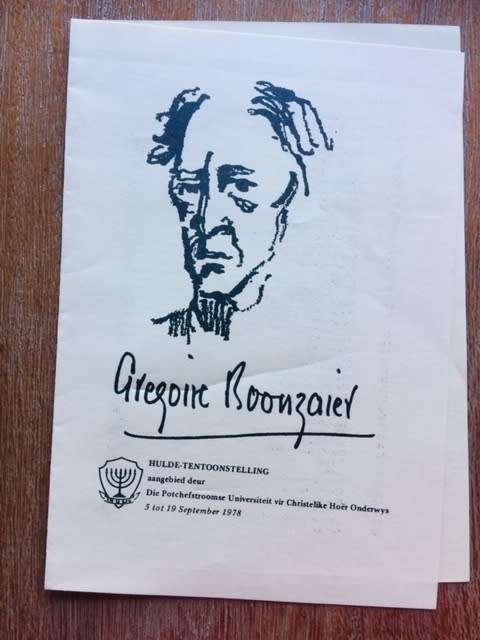 Gregoire Boonzaier
HULDE-TENTOONSTELLING
aangebied deur
Die Potchefstroomse Universiteit vir Christelike Hoër Onderwys
5 tot 19 September 1978